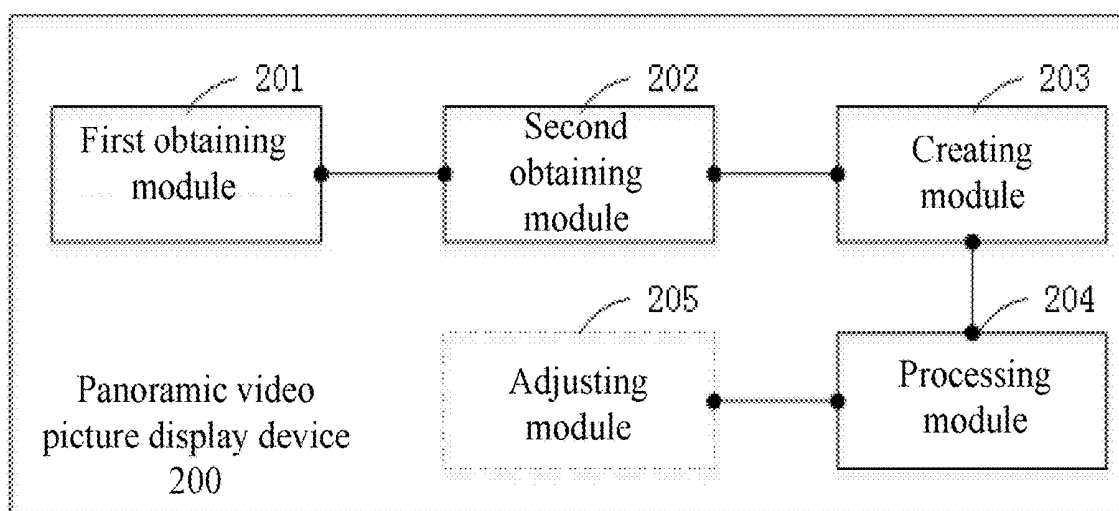 201
First obtaining
module
202
Second
obtaining
module
203
Creating
module
204
Processing
module
205
Adjusting
module
Panoramic video
picture display device
200